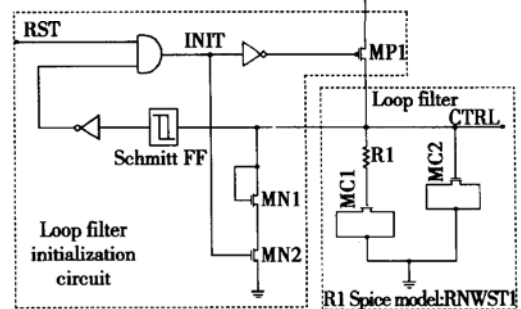 RST
INIT
MP1
Loop filter
CTRL
Schmitt FF
R1
MC1
MC2
MN1
MN2
Loop filter
initialization
circuit
R1 Spice model:RNWST1